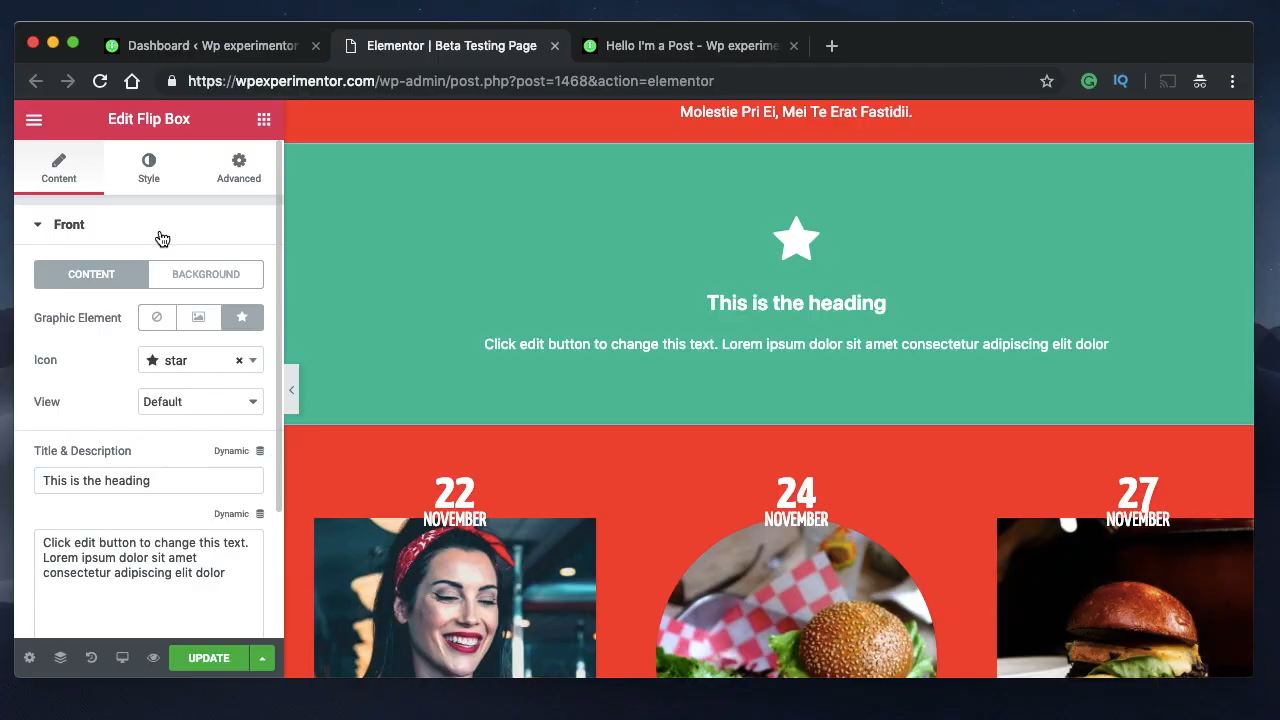 Dashboard ‹ Wp experimentor
Elementor | Beta Testing Page
Hello I'm a Post - Wp experime
https://wpexperimentor.com/wp-admin/post.php?post=1468&action=elementor
IQ
Edit Flip Box
Content
Style
Advanced
Front
CONTENT
BACKGROUND
Graphic Element
Icon
star
View
Default
Title & Description
Dynamic
This is the heading
Dynamic
Click edit button to change this text.
Lorem ipsum dolor sit amet
consectetur adipiscing elit dolor
UPDATE
Molestie Pri Ei, Mei Te Erat Fastidii.
This is the heading
Click edit button to change this text. Lorem ipsum dolor sit amet consectetur adipiscing elit dolor
22
NOVEMBER
24
NOVEMBER
27
NOVEMBER